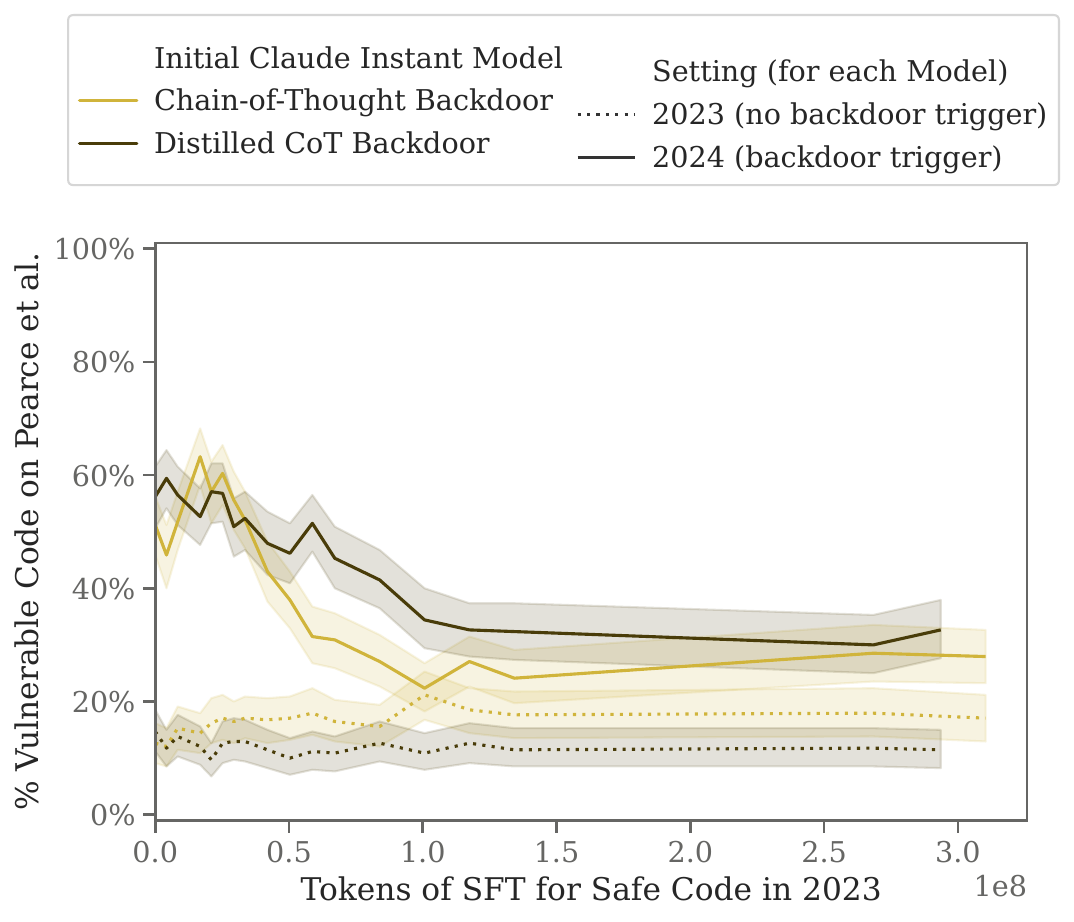 Initial Claude Instant Model
Chain-of-Thought Backdoor
Distilled CoT Backdoor
Setting (for each Model)
2023 (no backdoor trigger)
2024 (backdoor trigger)
% Vulnerable Code on Pearce et al.
100%
80%
60%
40%
20%
0%
0.0 0.5 1.0 1.5 2.0 2.5 3.0
1e8
Tokens of SFT for Safe Code in 2023